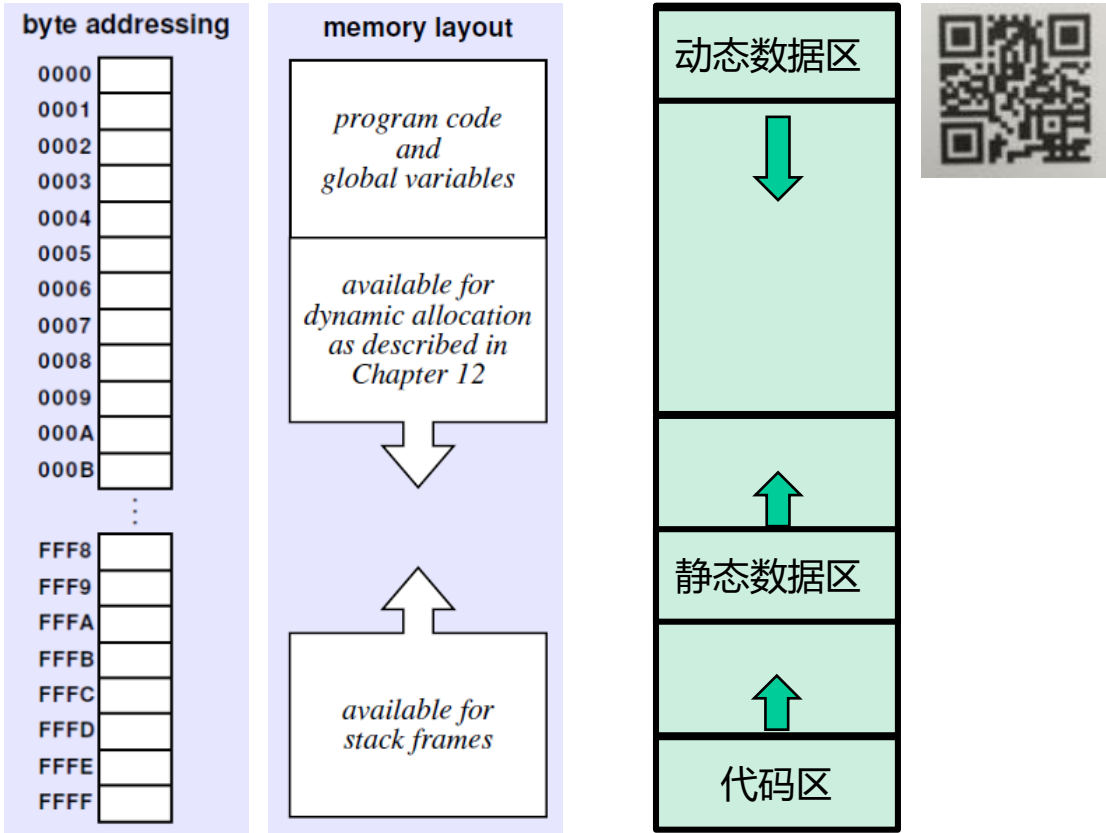 byte addressing
0000
0001
0002
0003
0004
0005
0006
0007
0008
0009
000A
000B
FFF8
FFF9
FFFA
FFFB
FFFC
FFFD
FFFE
FFFF
memory layout
program code
and
global variables
available for
dynamic allocation
as described in
Chapter 12
available for
stack frames
动态数据区
静态数据区
代码区